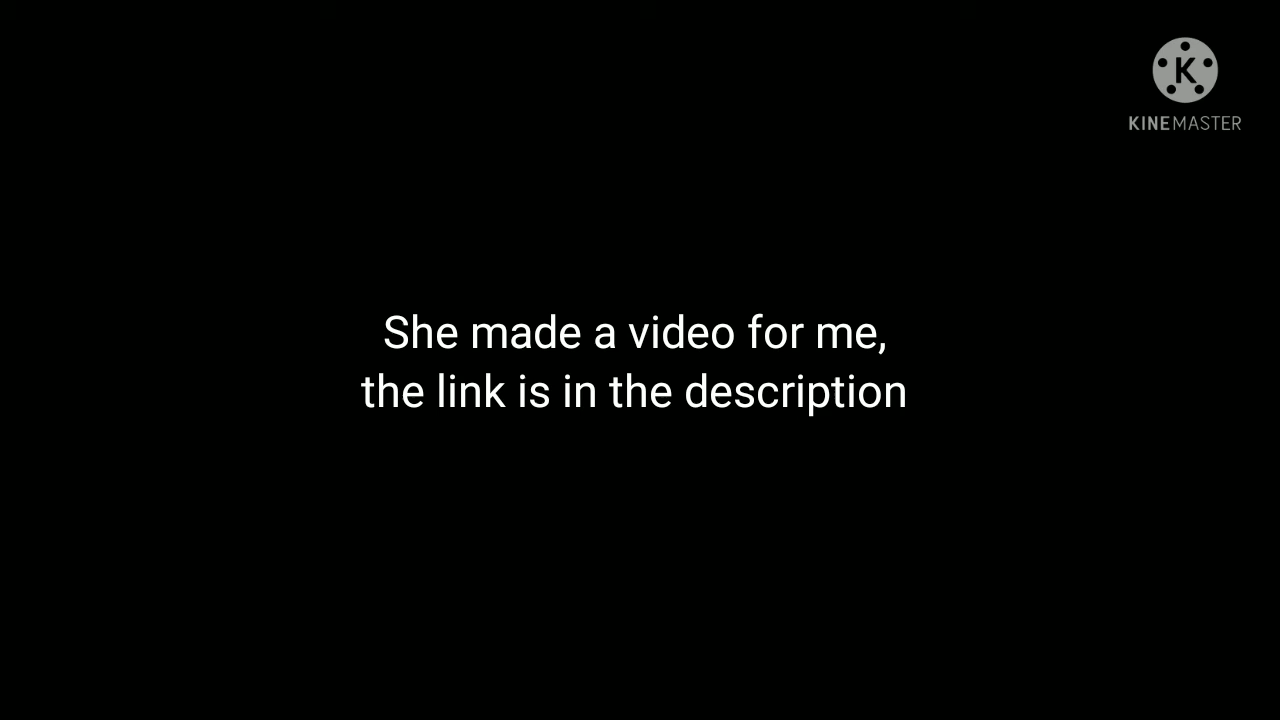 K
KINEMASTER
She made a video for me,
the link is in the description